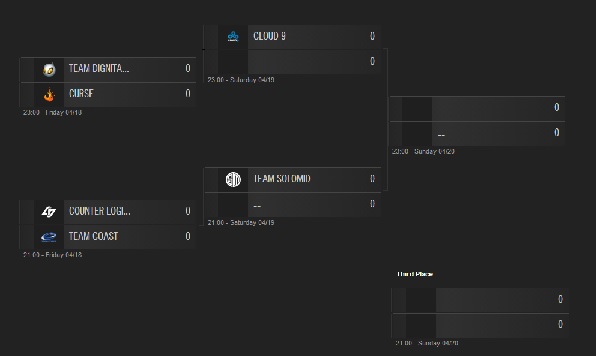 CLOUD 9 0
0
23:00 - Saturday 04/19
TEAM DIGNITA... 0
CURSE 0
23:00 - Friday 04/18
0
-- 0
23:00 - Sunday 04/20
TEAM SOLOMID 0
-- 0
21:00 - Saturday 04/19
COUNTER LOGI... 0
TEAM COAST 0
21:00 - Friday 04/18
Third Place
0
0
21:00 - Sunday 04/20